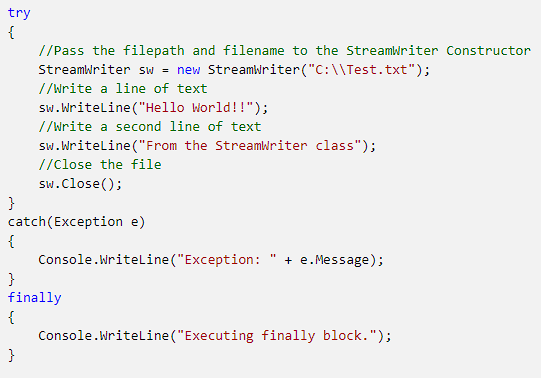 try
{
    //Pass the filepath and filename to the StreamWriter Constructor
    StreamWriter sw = new StreamWriter("C:\\Test.txt");
    //Write a line of text
    sw.WriteLine("Hello World!!");
    //Write a second line of text
    sw.WriteLine("From the StreamWriter class");
    //Close the file
    sw.Close();
}
catch(Exception e)
{
    Console.WriteLine("Exception: " + e.Message);
}
finally
{
    Console.WriteLine("Executing finally block.");
}